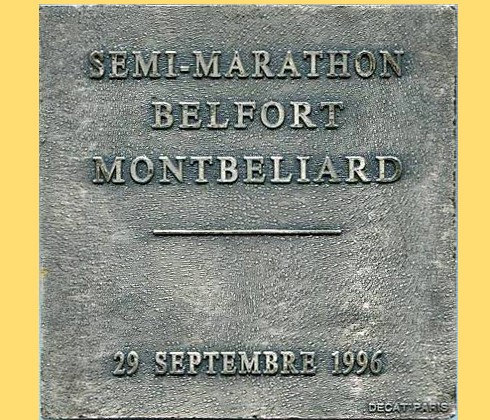 SEMI-MARATHON
BELFORT
MONTBELIARD
29 SEPTEMBRE 1996
DECAT PARIS